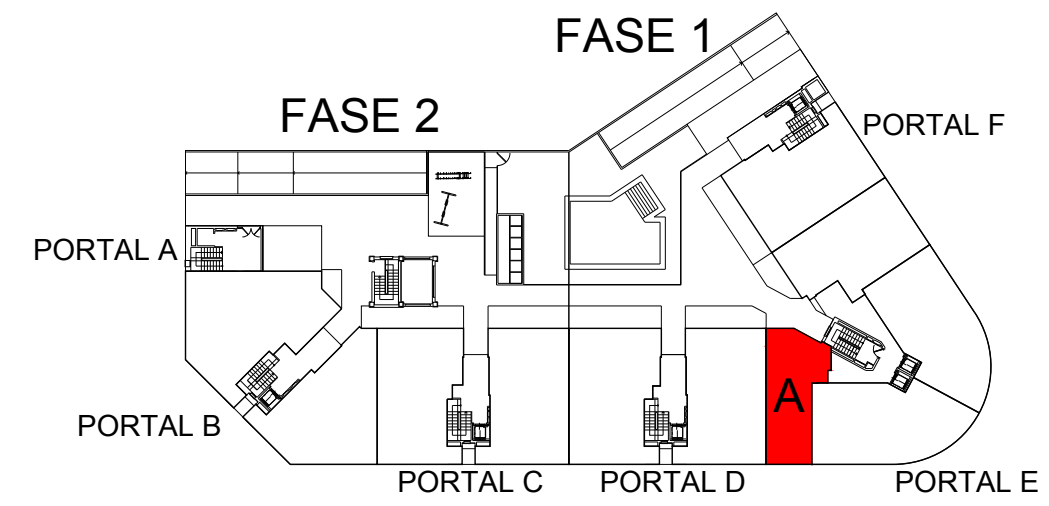 FASE 1
FASE 2
PORTAL F
PORTAL A
A
PORTAL B
PORTAL C
PORTAL D
PORTAL E